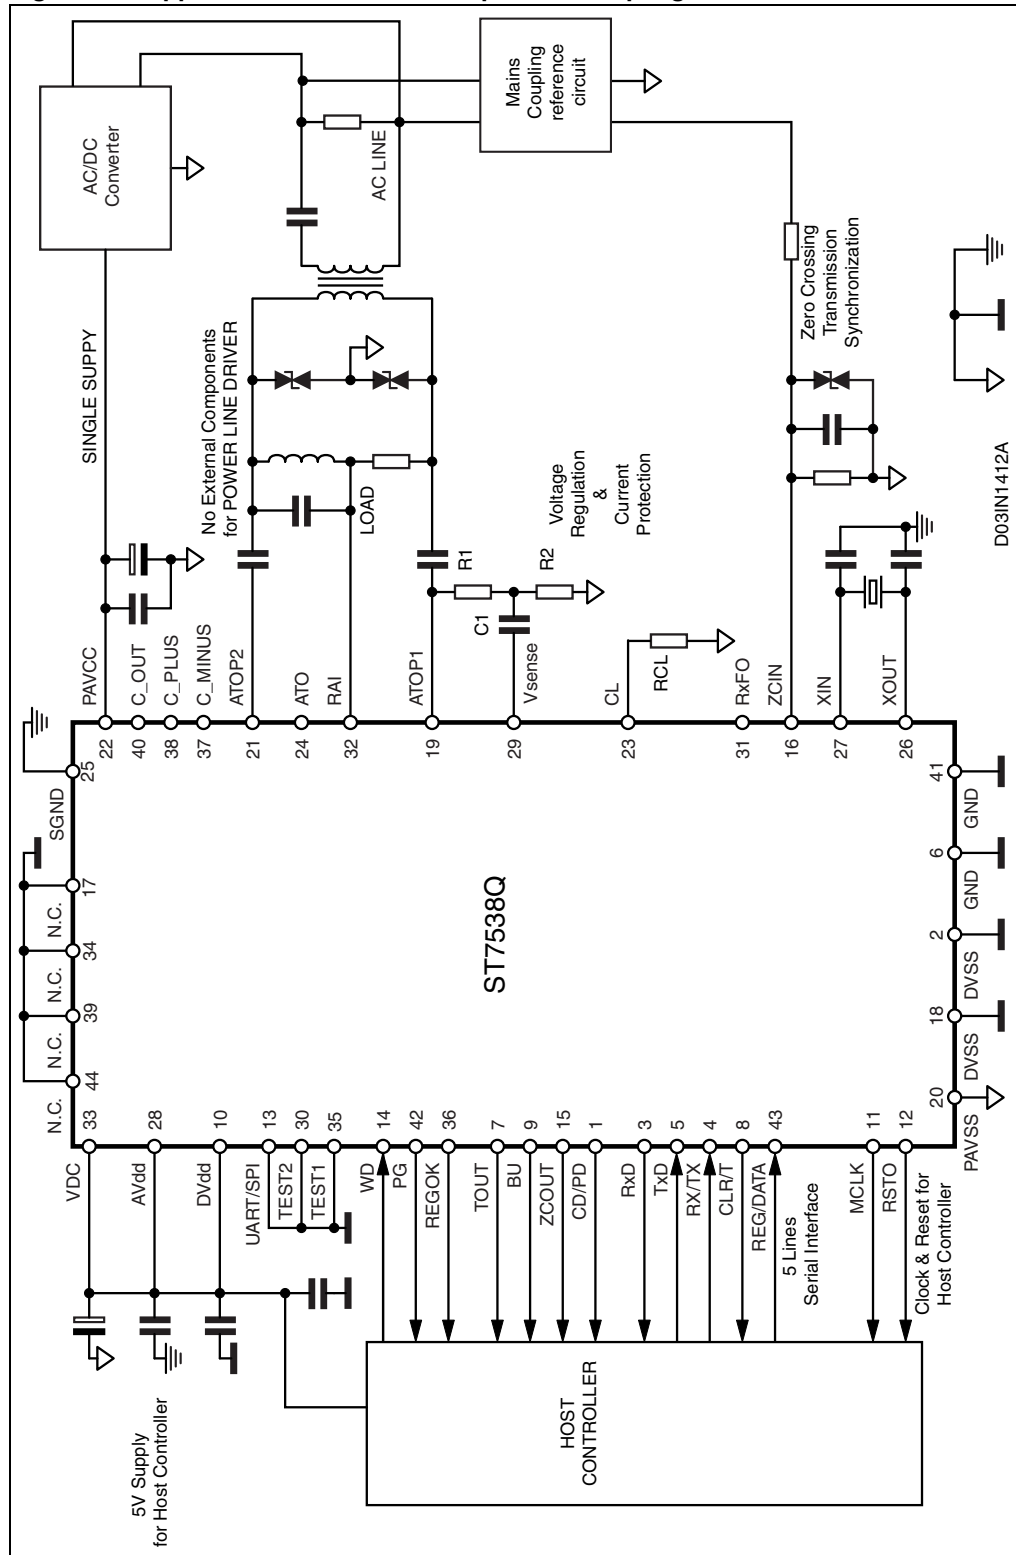 AC/DC
Converter
Mains
Coupling
reference
circuit
AC LINE
SINGLE SUPPLY
No External Components
for POWER LINE DRIVER
LOAD
Voltage
Regulation
&
Current
Protection
Zero Crossing
Transmission
Synchronization
R1
R2
C1
RCL
D03IN1412A
PAVCC
C_OUT
C_PLUS
C_MINUS
ATOP2
ATO
RAI
ATOP1
Vsense
CL
RxFO
ZCIN
XIN
XOUT
22
40
38
37
21
24
32
19
29
23
31
16
27
26
25
SGND
17
N.C.
34
N.C.
39
N.C.
44
N.C.
ST7538Q
41
GND
6
GND
2
DVSS
18
DVSS
20
PAVSS
33
28
10
13
30
35
14
42
36
7
9
15
1
3
5
4
8
43
11
12
VDC
AVdd
DVdd
UART/SPI
TEST2
TEST1
WD
PG
REGOK
TOUT
BU
ZCOUT
CD/PD
RxD
TxD
RX/TX
CLR/T
REG/DATA
MCLK
RSTO
5 Lines
Serial Interface
Clock & Reset for
Host Controller
HOST
CONTROLLER
5V Supply
for Host Controller